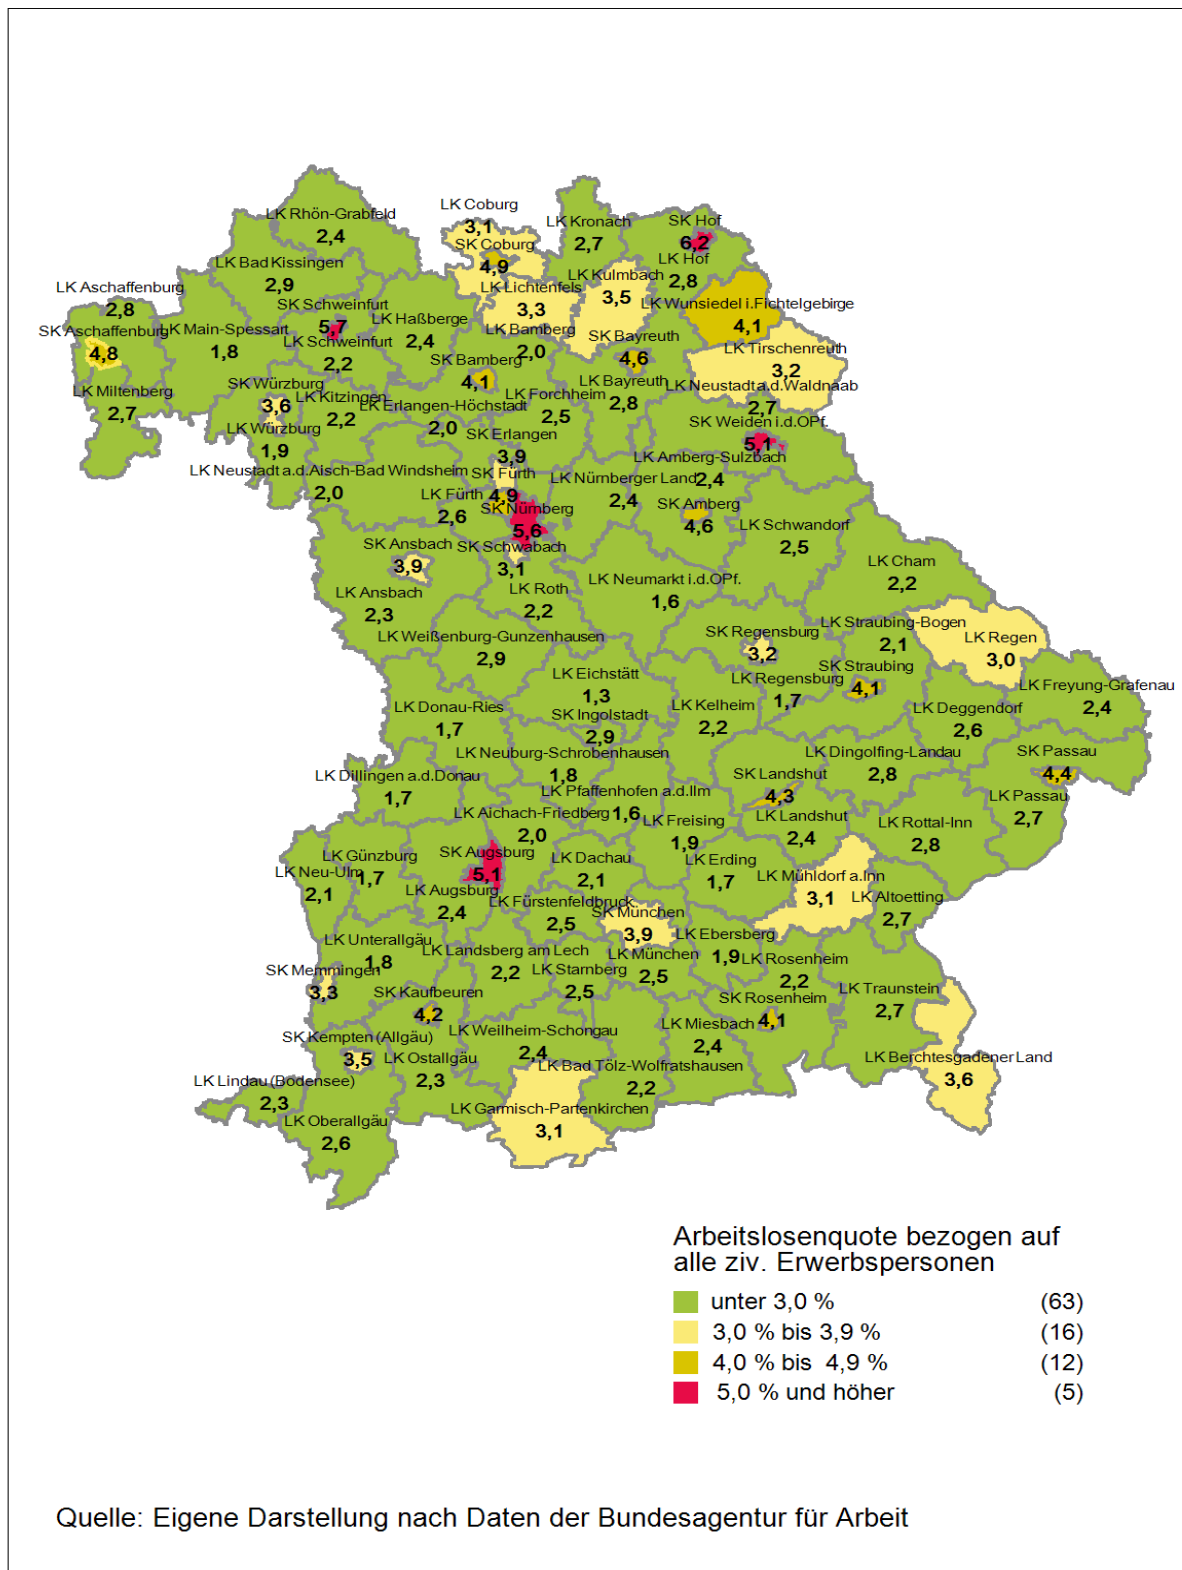 LK Rhön-Grabfeld
2,4
LK Coburg
3,1
SK Coburg
4,9
LK Kronach
2,7
SK Hof
6,2
LK Hof
2,8
LK Bad Kissingen
2,9
LK Aschaffenburg
2,8
SK Aschaffenburg
4,8
LK Main-Spessart
1,8
SK Schweinfurt
5,7
LK Schweinfurt
2,2
LK Haßberge
2,4
LK Lichtenfels
3,3
LK Kulmbach
3,5
LK Wunsiedel i.Fichtelgebirge
4,1
LK Bamberg
2,0
SK Bamberg
4,1
SK Bayreuth
4,6
LK Bayreuth
2,8
LK Tirschenreuth
3,2
LK Miltenberg
2,7
SK Würzburg
3,6
LK Würzburg
1,9
LK Kitzingen
2,2
LK Erlangen-Höchstadt
2,0
LK Forchheim
2,5
LK Neustadt a.d.Waldnaab
2,7
SK Weiden i.d.OPf.
5,1
SK Erlangen
3,9
LK Neustadt a.d.Aisch-Bad Windsheim
2,0
SK Fürth
4,9
LK Fürth
2,6
SK Nürnberg
5,6
LK Nürnberger Land
2,4
LK Amberg-Sulzbach
2,4
SK Amberg
4,6
LK Schwandorf
2,5
SK Ansbach
3,9
SK Schwabach
3,1
LK Ansbach
2,3
LK Roth
2,2
LK Neumarkt i.d.OPf.
1,6
LK Cham
2,2
LK Weißenburg-Gunzenhausen
2,9
SK Regensburg
3,2
LK Straubing-Bogen
2,1
LK Regen
3,0
LK Eichstätt
1,3
LK Regensburg
1,7
SK Straubing
4,1
LK Freyung-Grafenau
2,4
LK Donau-Ries
1,7
SK Ingolstadt
2,9
LK Kelheim
2,2
LK Deggendorf
2,6
LK Neuburg-Schrobenhausen
1,8
LK Dingolfing-Landau
2,8
SK Passau
4,4
LK Dillingen a.d.Donau
1,7
LK Pfaffenhofen a.d.Ilm
1,6
SK Landshut
4,3
LK Passau
2,7
LK Aichach-Friedberg
2,0
LK Freising
1,9
LK Landshut
2,4
LK Rottal-Inn
2,8
LK Günzburg
1,7
LK Neu-Ulm
2,1
SK Augsburg
5,1
LK Dachau
2,1
LK Erding
1,7
LK Mühldorf a.Inn
3,1
LK Altoetting
2,7
LK Augsburg
2,4
LK Fürstenfeldbruck
2,5
SK München
3,9
LK Ebersberg
1,9
LK Unterallgäu
1,8
LK Landsberg am Lech
2,2
LK Starnberg
2,5
LK München
2,5
LK Rosenheim
2,2
SK Memmingen
3,3
SK Kaufbeuren
4,2
SK Rosenheim
4,1
LK Traunstein
2,7
SK Kempten (Allgäu)
3,5
LK Ostallgäu
2,3
LK Weilheim-Schongau
2,4
LK Miesbach
2,4
LK Bad Tölz-Wolfratshausen
2,2
LK Berchtesgadener Land
3,6
LK Lindau (Bodensee)
2,3
LK Oberallgäu
2,6
LK Garmisch-Partenkirchen
3,1
Arbeitslosenquote bezogen auf
alle ziv. Erwerbspersonen
unter 3,0 % (63)
3,0 % bis 3,9 % (16)
4,0 % bis 4,9 % (12)
5,0 % und höher (5)
Quelle: Eigene Darstellung nach Daten der Bundesagentur für Arbeit